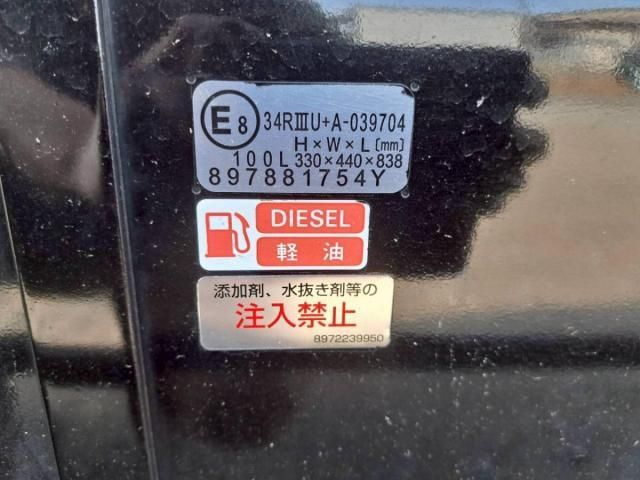 E8 34RⅢU+A-039704
H×W×L [mm]
100L 330×440×838
897881754Y
DIESEL
軽油
添加剤、水抜き剤等の
注入禁止
8972239950